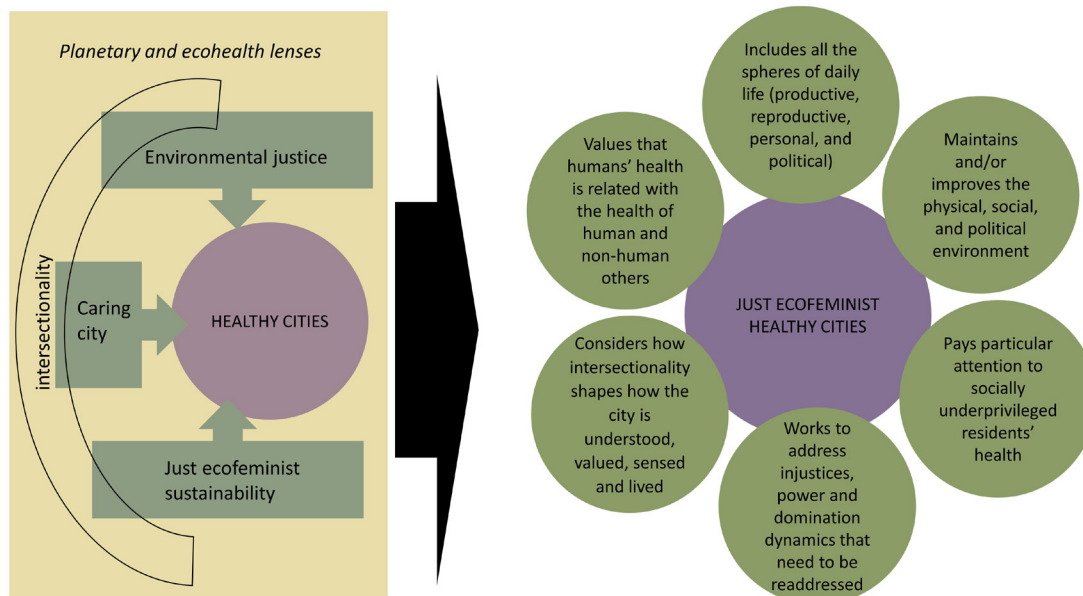 Planetary and ecohealth lenses
intersectionality
Environmental justice
Caring
city
HEALTHY CITIES
Just ecofeminist
sustainability
Includes all the
spheres of daily
life (productive,
reproductive,
personal, and
political)
Values that
humans’ health
is related with
the health of
human and
non-human
others
Maintains
and/or
improves the
physical, social,
and political
environment
JUST ECOFEMINIST
HEALTHY CITIES
Considers how
intersectionality
shapes how the
city is
understood,
valued, sensed
and lived
Pays particular
attention to
socially
underprivileged
residents’
health
Works to
address
injustices,
power and
domination
dynamics that
need to be
readdressed